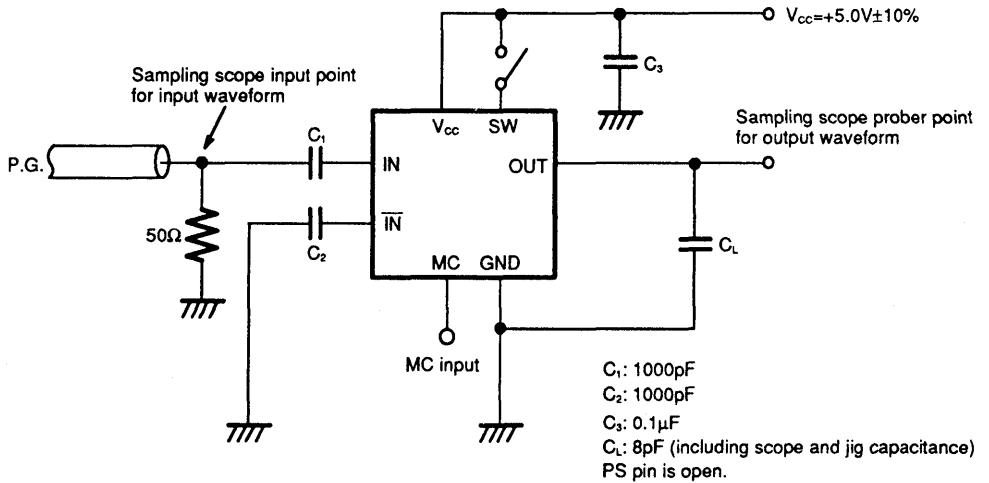 Vcc=+5.0V±10%
C₃
Sampling scope input point
for input waveform
Sampling scope prober point
for output waveform
Vcc
SW
C₁
P.G.
IN
OUT
50Ω
C₂
I̅N̅
CL
MC
GND
MC input
C₁: 1000pF
C₂: 1000pF
C₃: 0.1µF
CL: 8pF (including scope and jig capacitance)
PS pin is open.